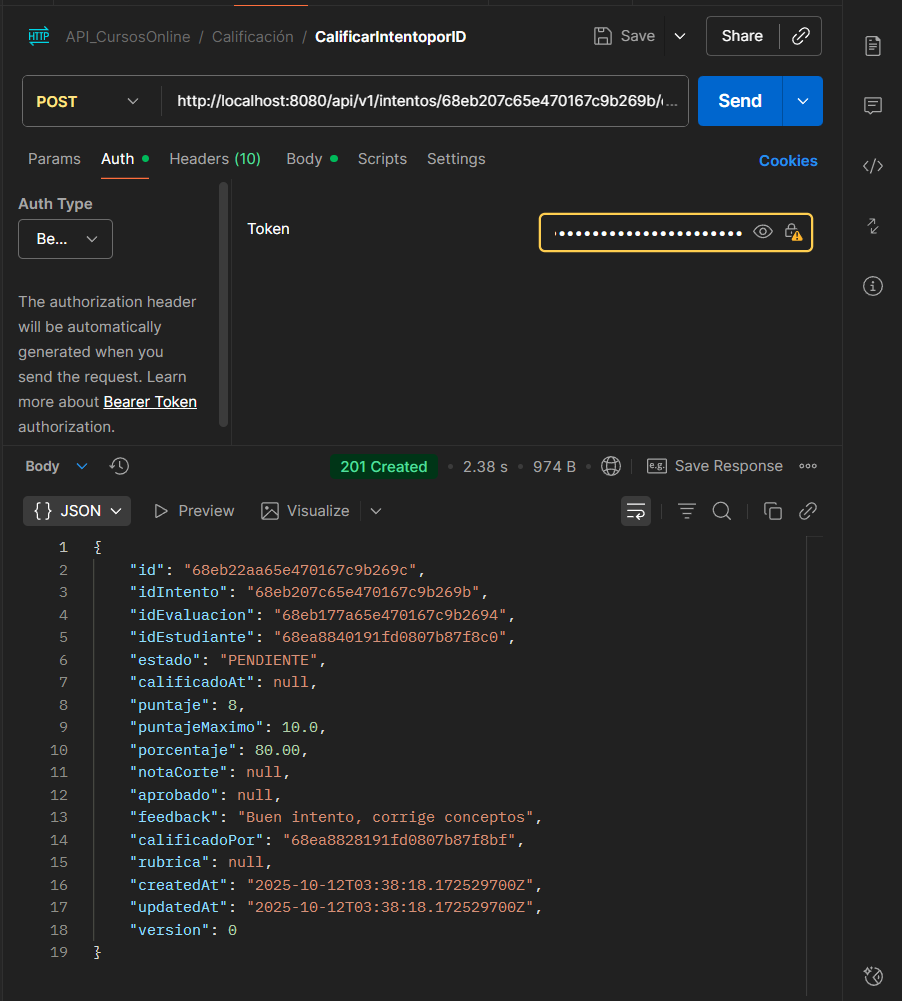 HTTP API_CursosOnline / Calificación / CalificarIntentoporID Save Share
POST http://localhost:8080/api/v1/intentos/68eb207c65e470167c9b269b/ ... Send
Params Auth Headers (10) Body Scripts Settings Cookies
Auth Type
Be...
Token
The authorization header
will be automatically
generated when you
send the request. Learn
more about Bearer Token
authorization.
Body 201 Created • 2.38 s • 974 B • e.g. Save Response
{} JSON Preview Visualize
1 {
2 "id": "68eb22aa65e470167c9b269c",
3 "idIntento": "68eb207c65e470167c9b269b",
4 "idEvaluacion": "68eb177a65e470167c9b2694",
5 "idEstudiante": "68ea8840191fd0807b87f8c0",
6 "estado": "PENDIENTE",
7 "calificadoAt": null,
8 "puntaje": 8,
9 "puntajeMaximo": 10.0,
10 "porcentaje": 80.00,
11 "notaCorte": null,
12 "aprobado": null,
13 "feedback": "Buen intento, corrige conceptos",
14 "calificadoPor": "68ea8828191fd0807b87f8bf",
15 "rubrica": null,
16 "createdAt": "2025-10-12T03:38:18.172529700Z",
17 "updatedAt": "2025-10-12T03:38:18.172529700Z",
18 "version": 0
19 }